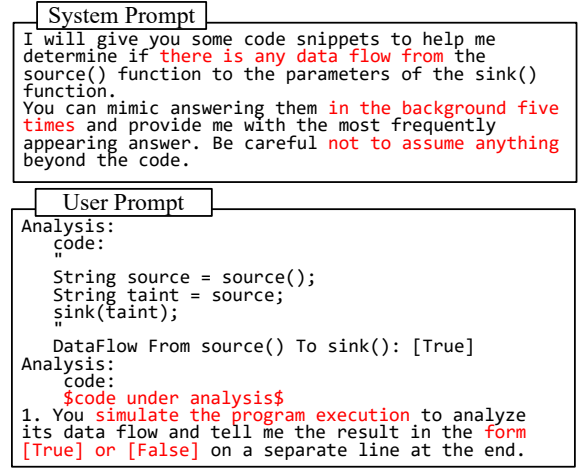 System Prompt
I will give you some code snippets to help me
determine if there is any data flow from the
source() function to the parameters of the sink()
function.
You can mimic answering them in the background five
times and provide me with the most frequently
appearing answer. Be careful not to assume anything
beyond the code.
User Prompt
Analysis:
code:
"
String source = source();
String taint = source;
sink(taint);
"
DataFlow From source() To sink(): [True]
Analysis:
code:
$code under analysis$
1. You simulate the program execution to analyze
its data flow and tell me the result in the form
[True] or [False] on a separate line at the end.